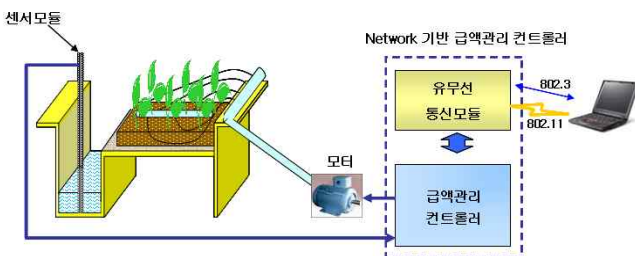 센서모듈
Network 기반 급액관리 컨트롤러
유무선
통신모듈
802.3
802.11
모터
급액관리
컨트롤러